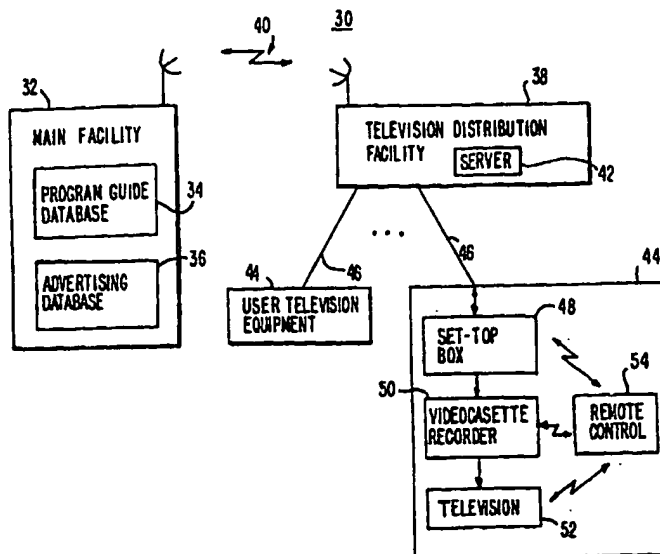 40
30
32
38
MAIN FACILITY
TELEVISION DISTRIBUTION
FACILITY
SERVER
42
PROGRAM GUIDE
DATABASE
34
36
ADVERTISING
DATABASE
44
46
46
44
USER TELEVISION
EQUIPMENT
48
SET-TOP
BOX
54
50
VIDEOCASETTE
RECORDER
REMOTE
CONTROL
TELEVISION
52